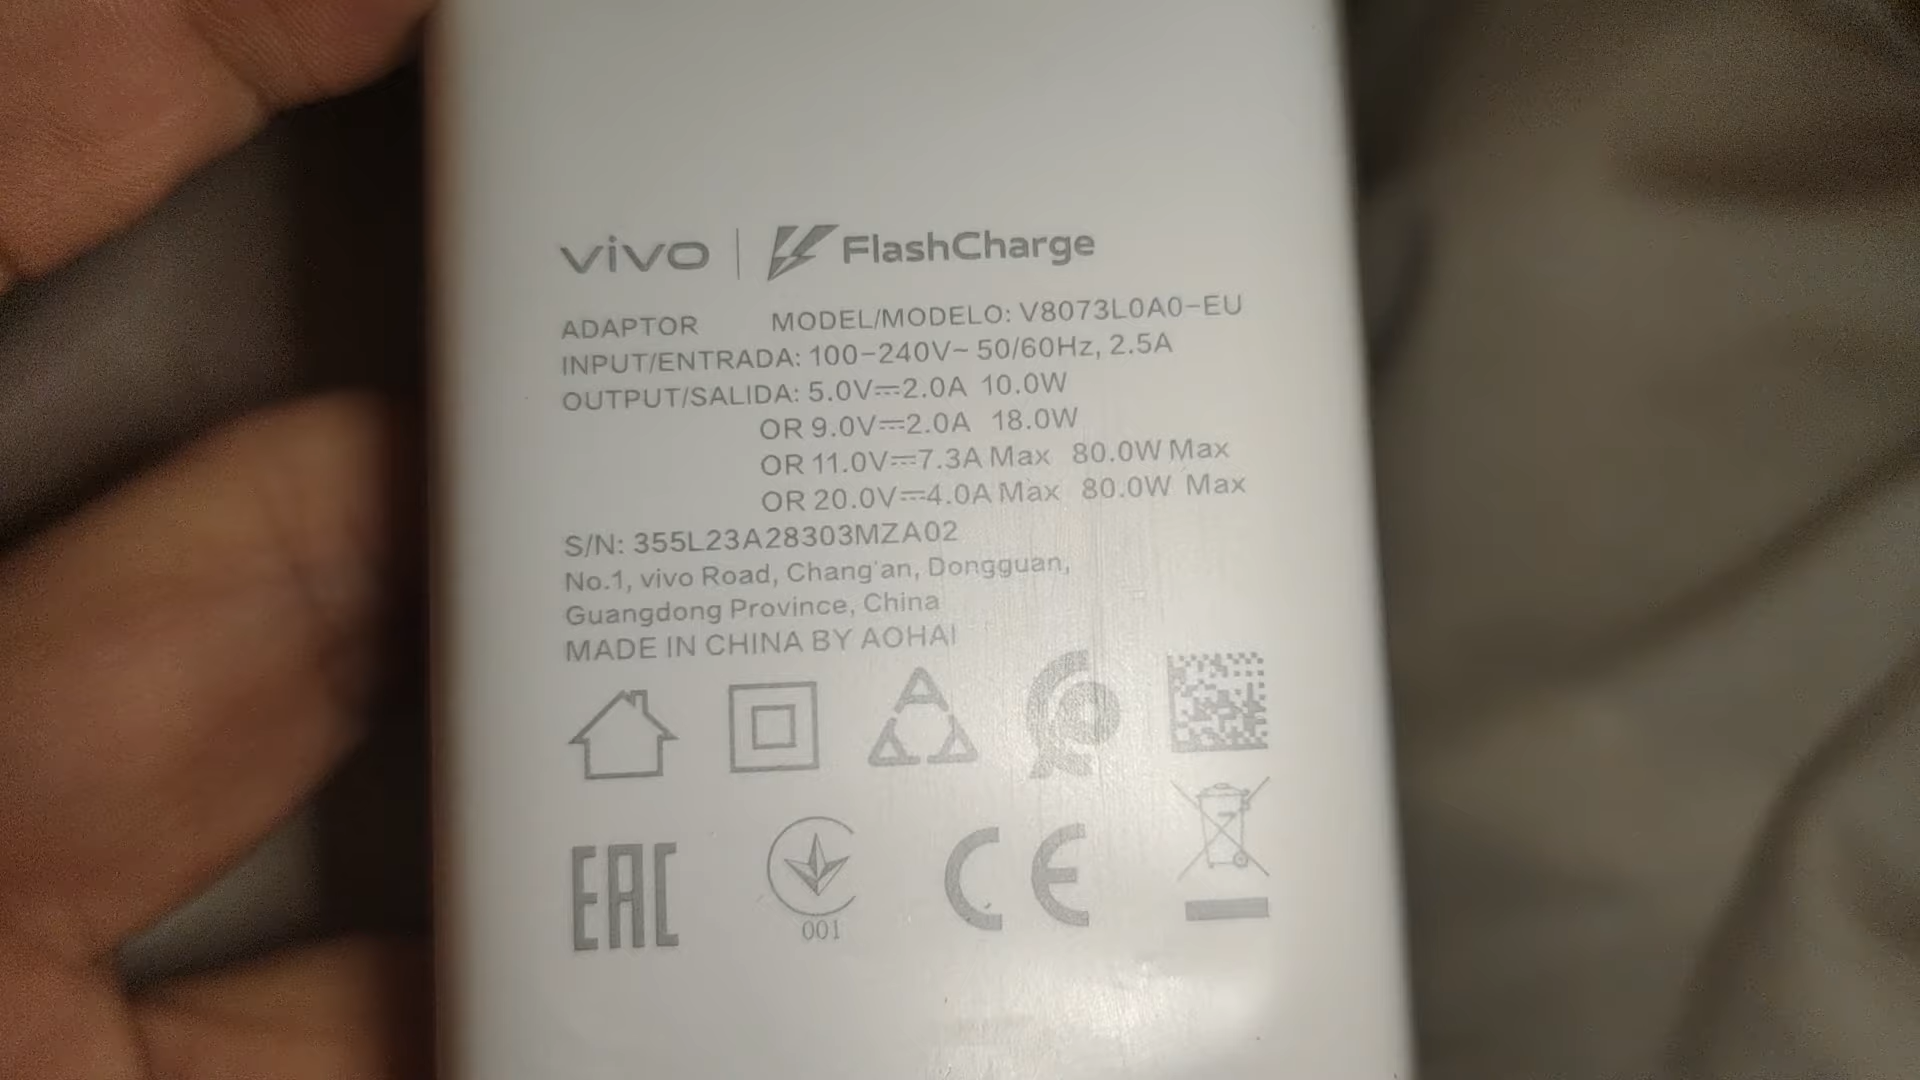 vivo | FlashCharge
ADAPTOR MODEL/MODELO: V8073L0A0-EU
INPUT/ENTRADA: 100-240V~ 50/60Hz, 2.5A
OUTPUT/SALIDA: 5.0V⎓2.0A 10.0W
OR 9.0V⎓2.0A 18.0W
OR 11.0V⎓7.3A Max 80.0W Max
OR 20.0V⎓4.0A Max 80.0W Max
S/N: 355L23A28303MZA02
No.1, vivo Road, Chang'an, Dongguan,
Guangdong Province, China
MADE IN CHINA BY AOHAI
EAC
001
CE